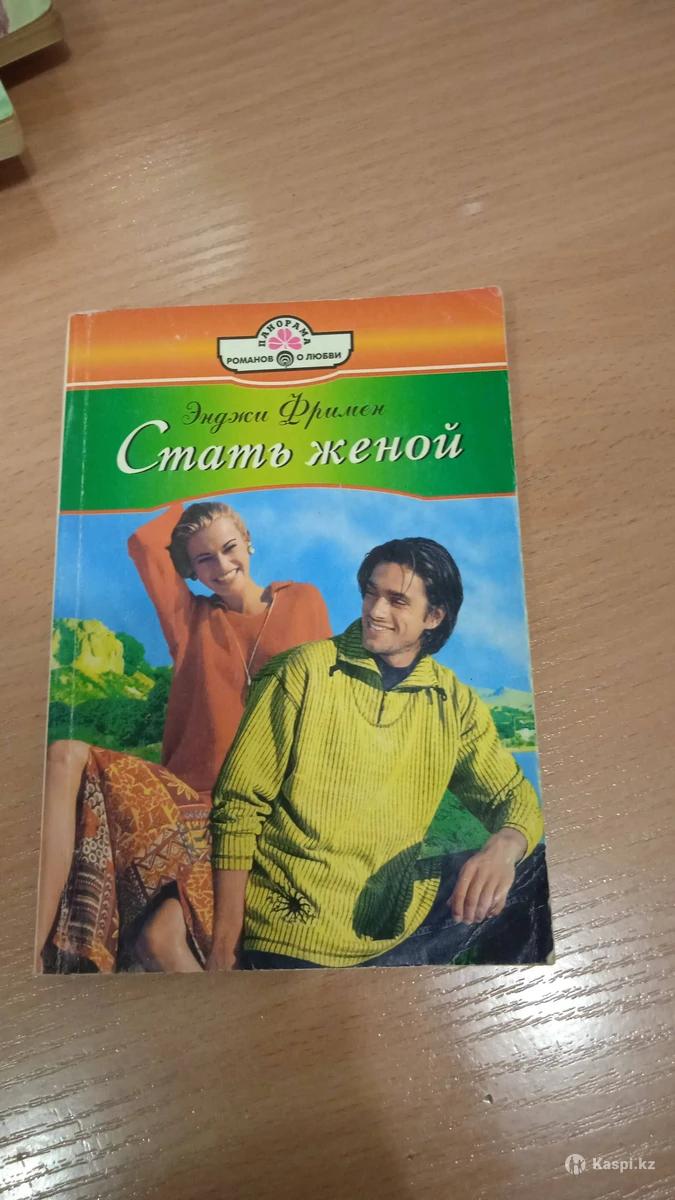 ПАНОРАМА
РОМАНОВ О ЛЮБВИ
Энджи Фримен
Стать женой
Kaspi.kz